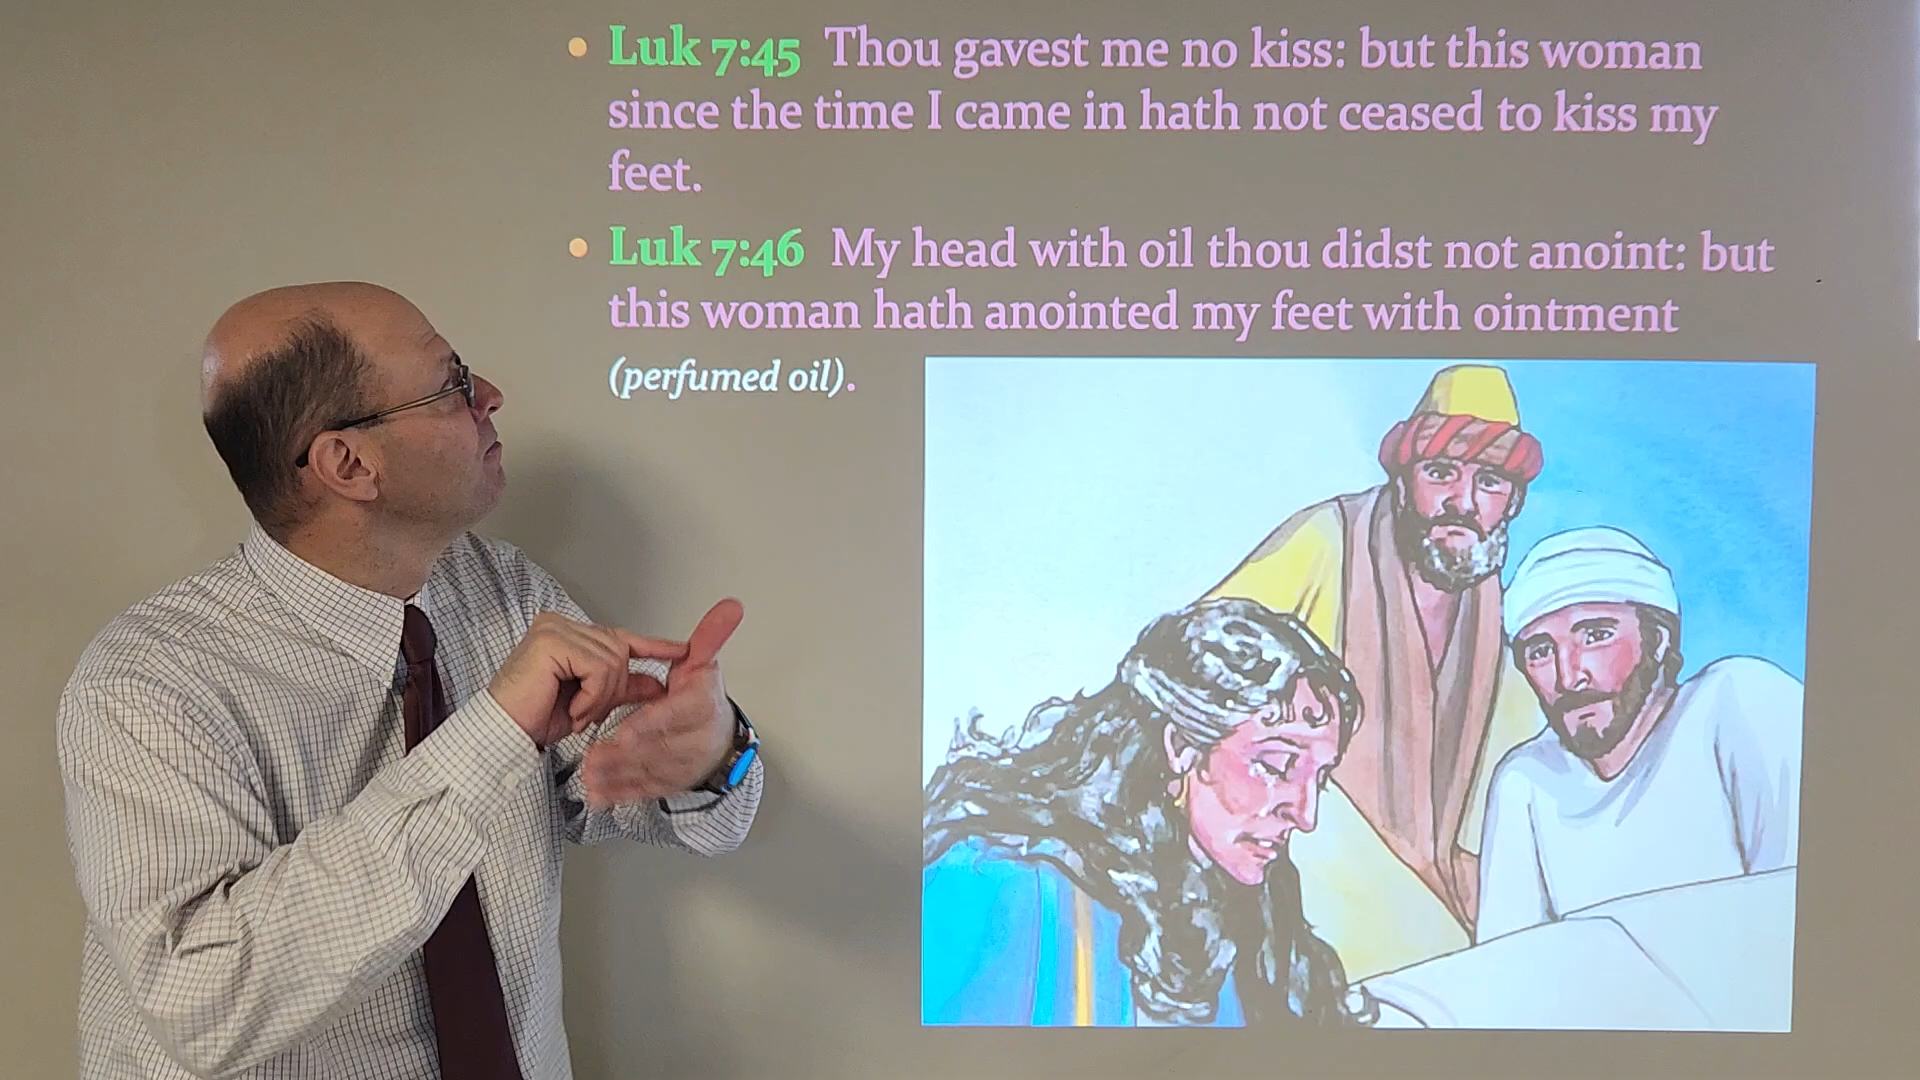 • Luk 7:45 Thou gavest me no kiss: but this woman
since the time I came in hath not ceased to kiss my
feet.
• Luk 7:46 My head with oil thou didst not anoint: but
this woman hath anointed my feet with ointment
(perfumed oil).